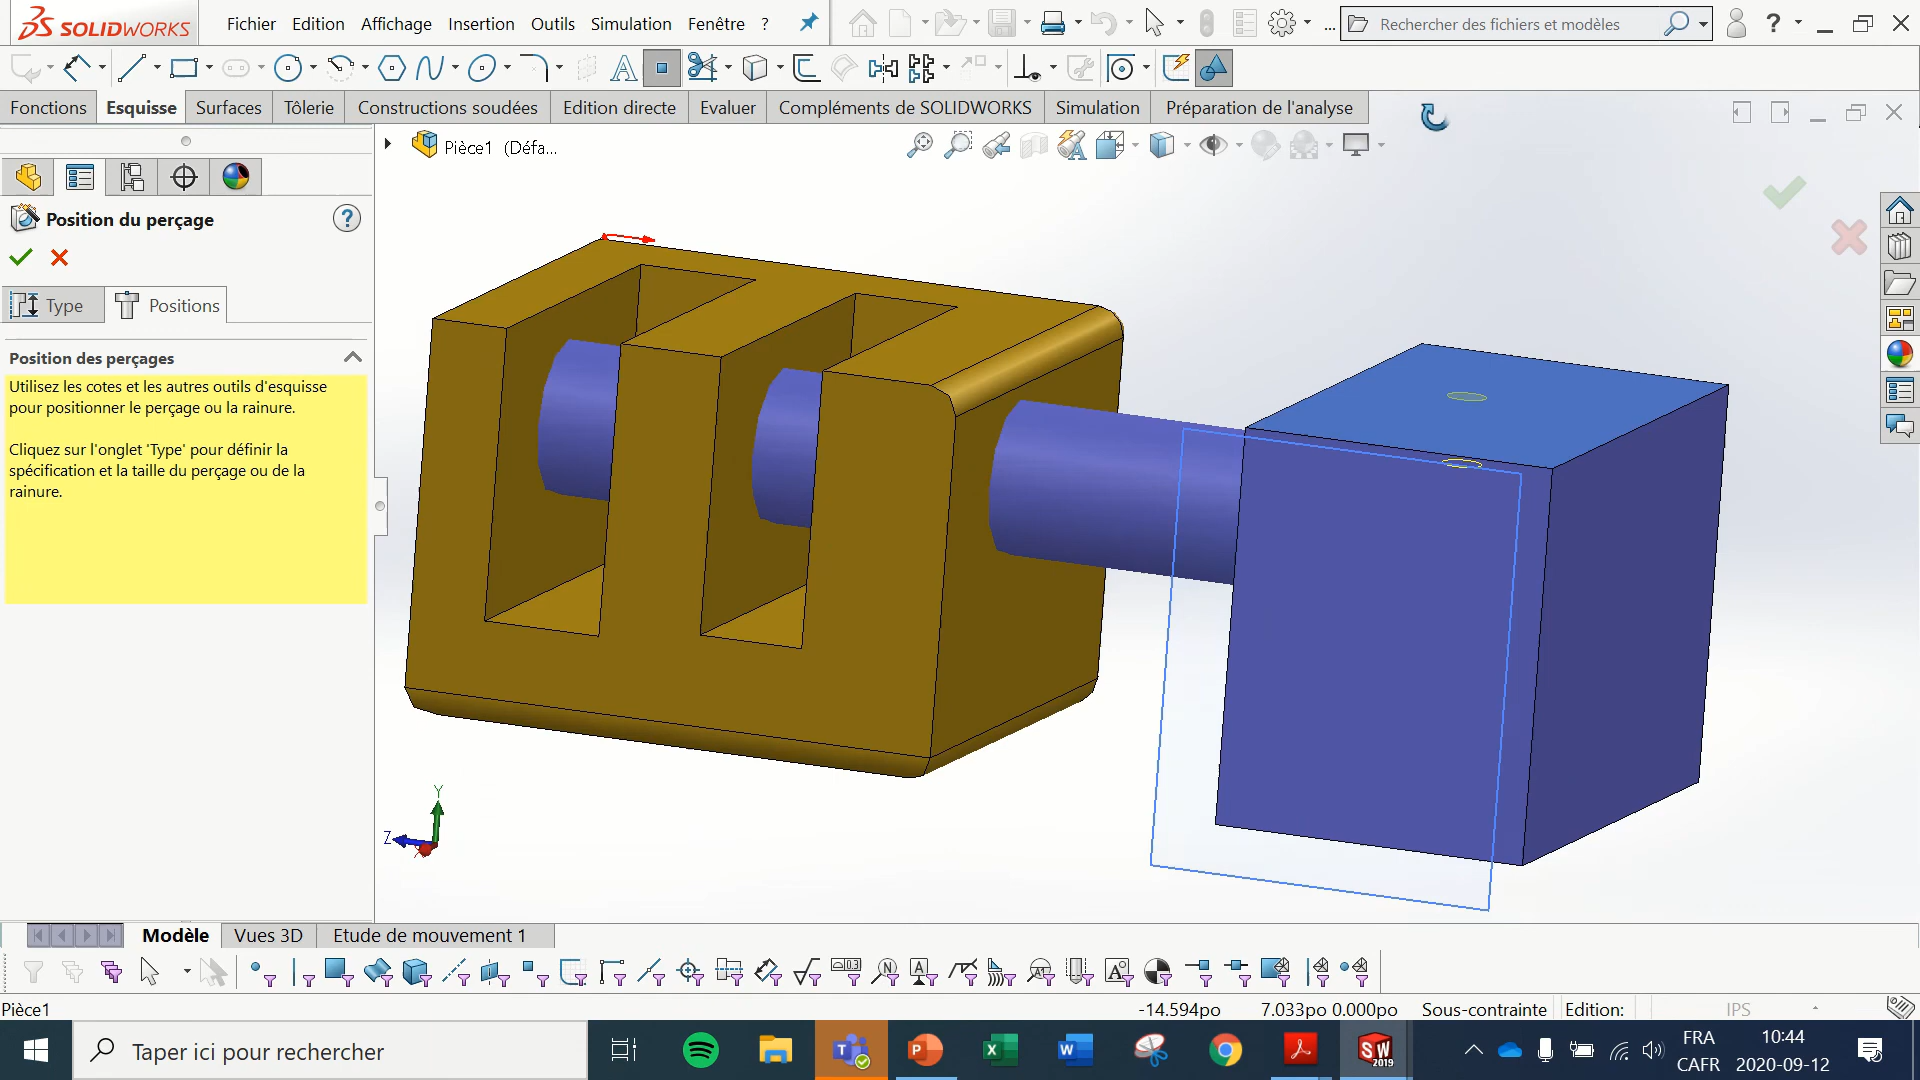 SOLIDWORKS Fichier Edition Affichage Insertion Outils Simulation Fenêtre ? ... Rechercher des fichiers et modèles ?
Fonctions Esquisse Surfaces Tôlerie Constructions soudées Edition directe Evaluer Compléments de SOLIDWORKS Simulation Préparation de l'analyse
Pièce1 (Défa...
Position du perçage ?
Type Positions
Position des perçages
Utilisez les cotes et les autres outils d'esquisse
pour positionner le perçage ou la rainure.
Cliquez sur l'onglet 'Type' pour définir la
spécification et la taille du perçage ou de la
rainure.
Y
Z
Modèle Vues 3D Etude de mouvement 1
Pièce1 -14.594po 7.033po 0.000po Sous-contrainte Edition: IPS
Taper ici pour rechercher
FRA
CAFR
10:44
2020-09-12
SW
2019